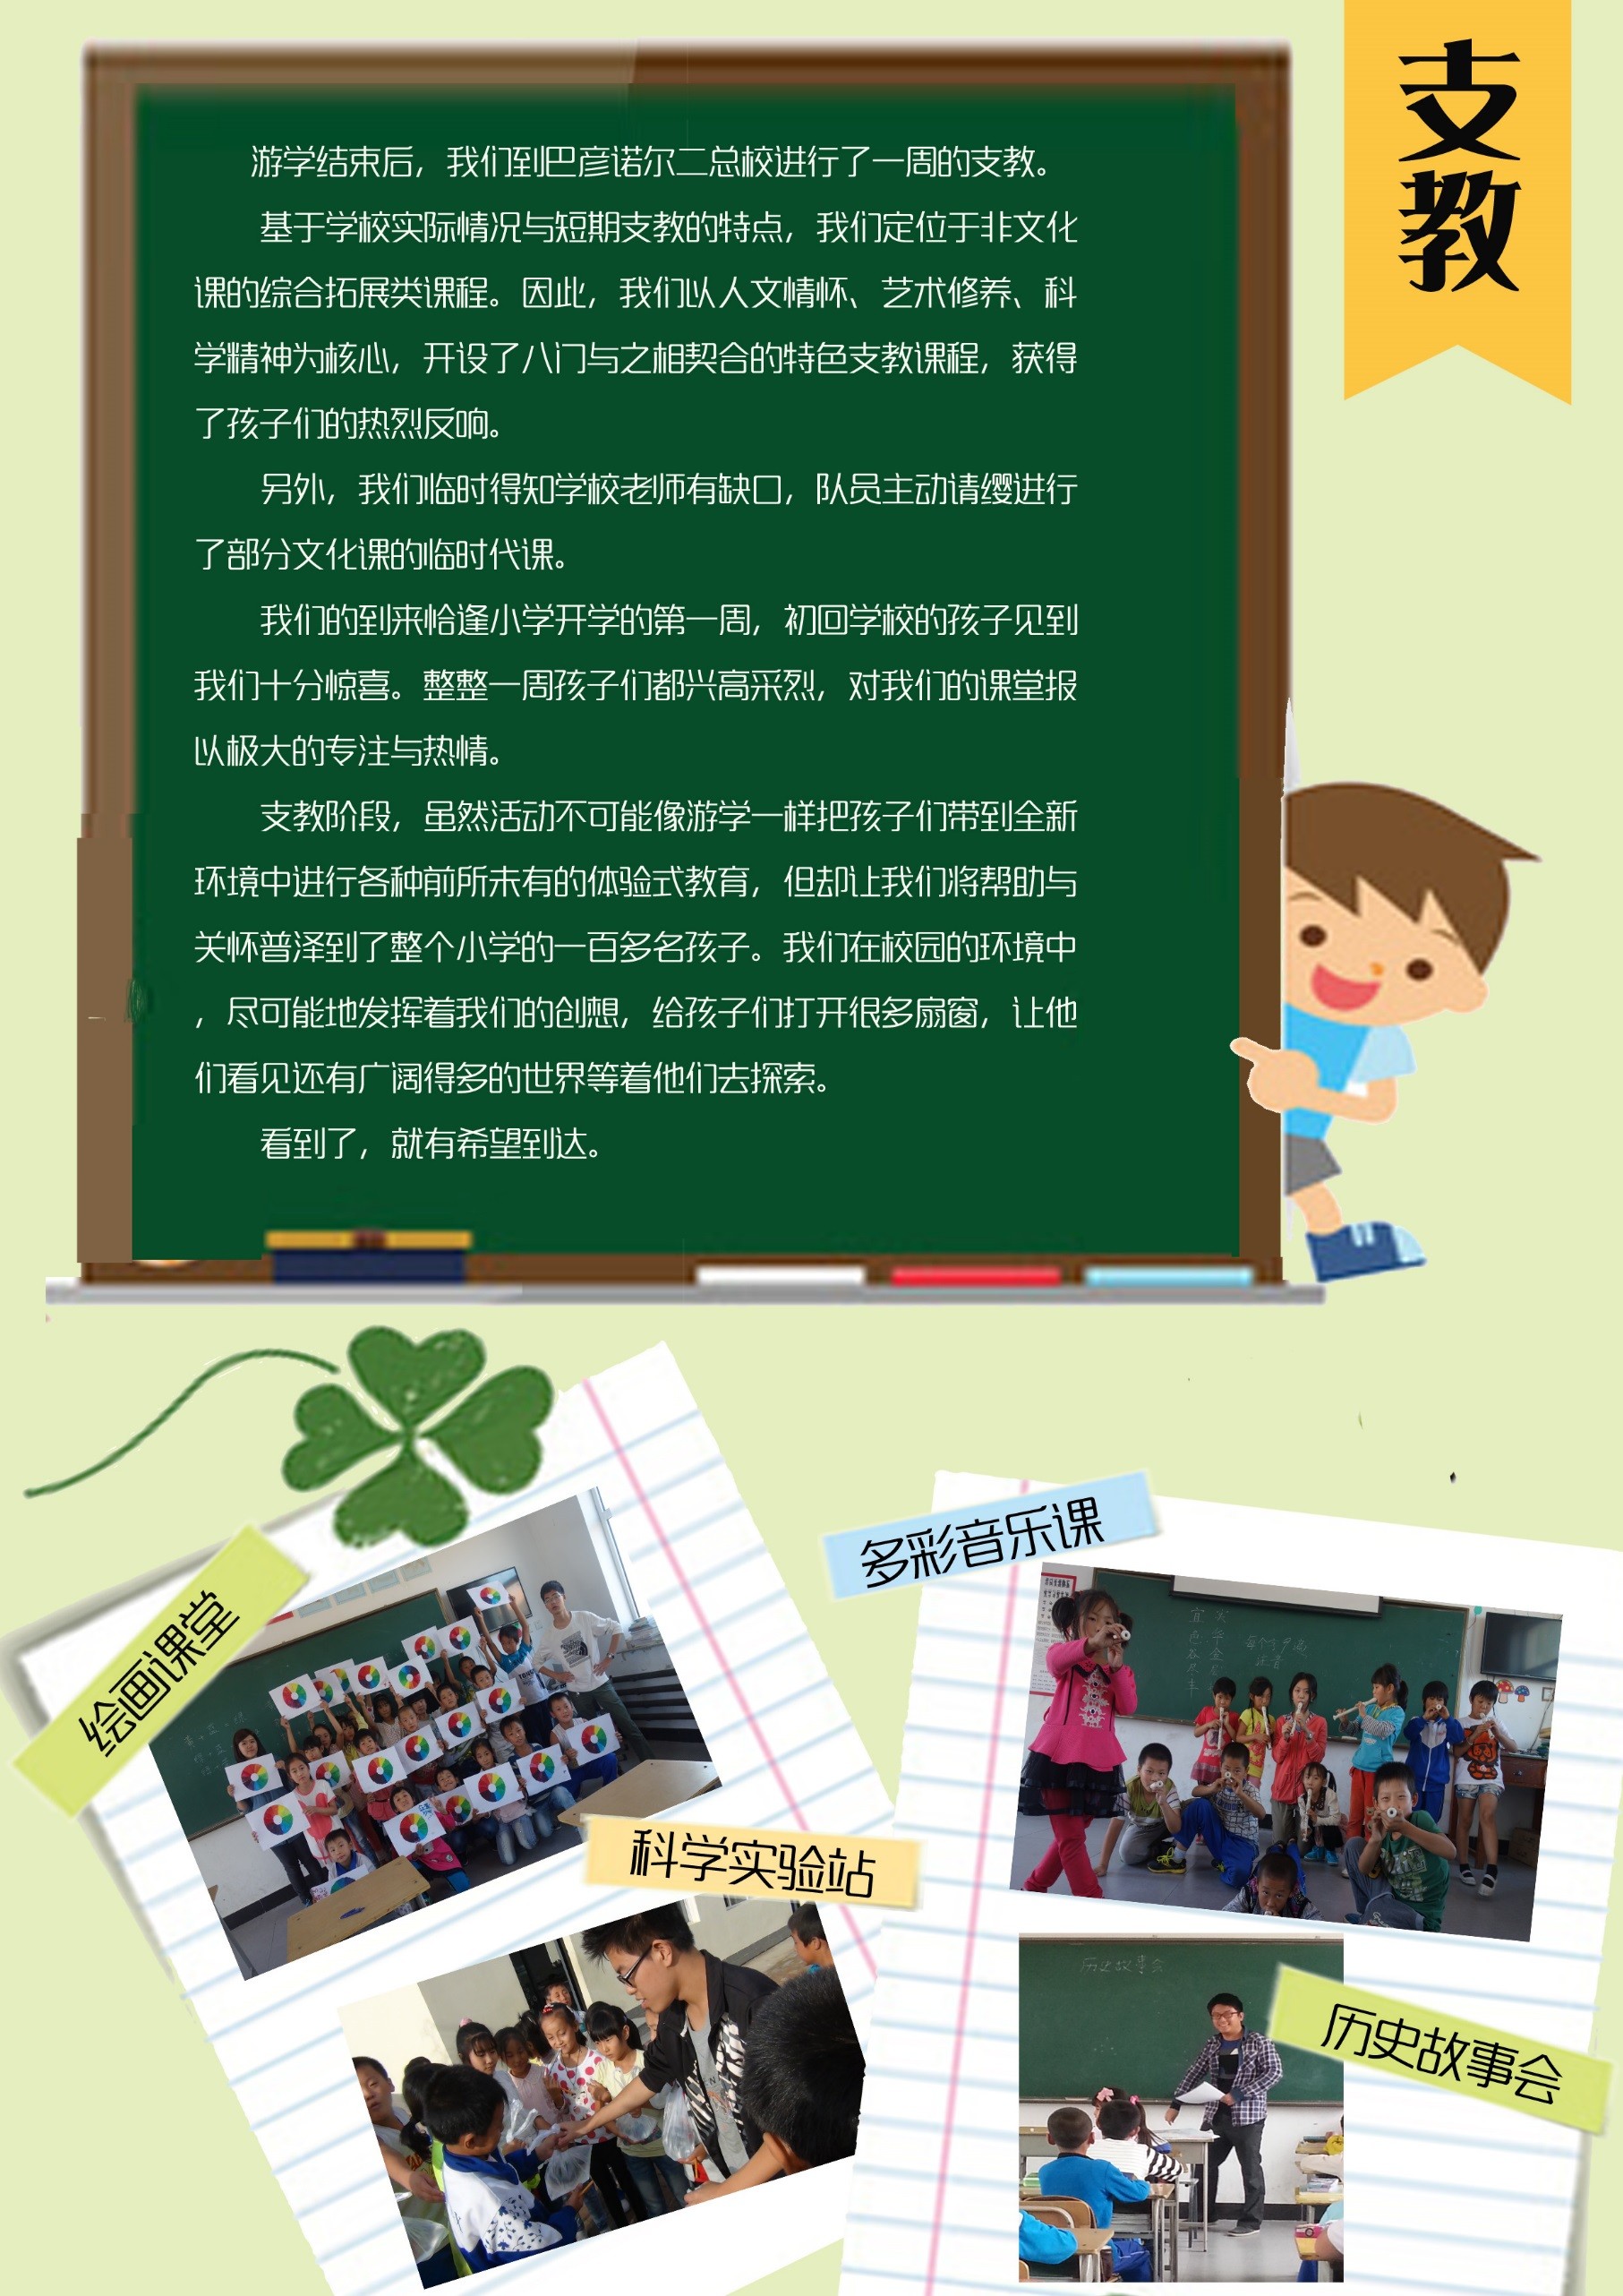 支教
游学结束后，我们到巴彦诺尔二总校进行了一周的支教。
基于学校实际情况与短期支教的特点，我们定位于非文化
课的综合拓展类课程。因此，我们以人文情怀、艺术修养、科
学精神为核心，开设了八门与之相契合的特色支教课程，获得
了孩子们的热烈反响。
另外，我们临时得知学校老师有缺口，队员主动请缨进行
了部分文化课的临时代课。
我们的到来恰逢小学开学的第一周，初回学校的孩子见到
我们十分惊喜。整整一周孩子们都兴高采烈，对我们的课堂报
以极大的专注与热情。
支教阶段，虽然活动不可能像游学一样把孩子们带到全新
环境中进行各种前所未有的体验式教育，但却让我们将帮助与
关怀普泽到了整个小学的一百多名孩子。我们在校园的环境中
，尽可能地发挥着我们的创想，给孩子们打开很多扇窗，让他
们看见还有广阔得多的世界等着他们去探索。
看到了，就有希望到达。
绘画课堂
多彩音乐课
科学实验站
历史故事会
历史故事会